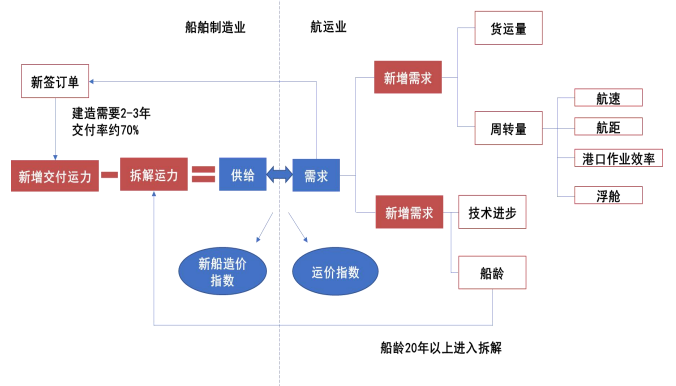 船舶制造业
航运业
货运量
新增需求
新签订单
建造需要2-3年
交付率约70%
周转量
航速
航距
港口作业效率
浮舱
新增交付运力
拆解运力
供给
需求
新增需求
技术进步
船龄
新船造价
指数
运价指数
船龄20年以上进入拆解